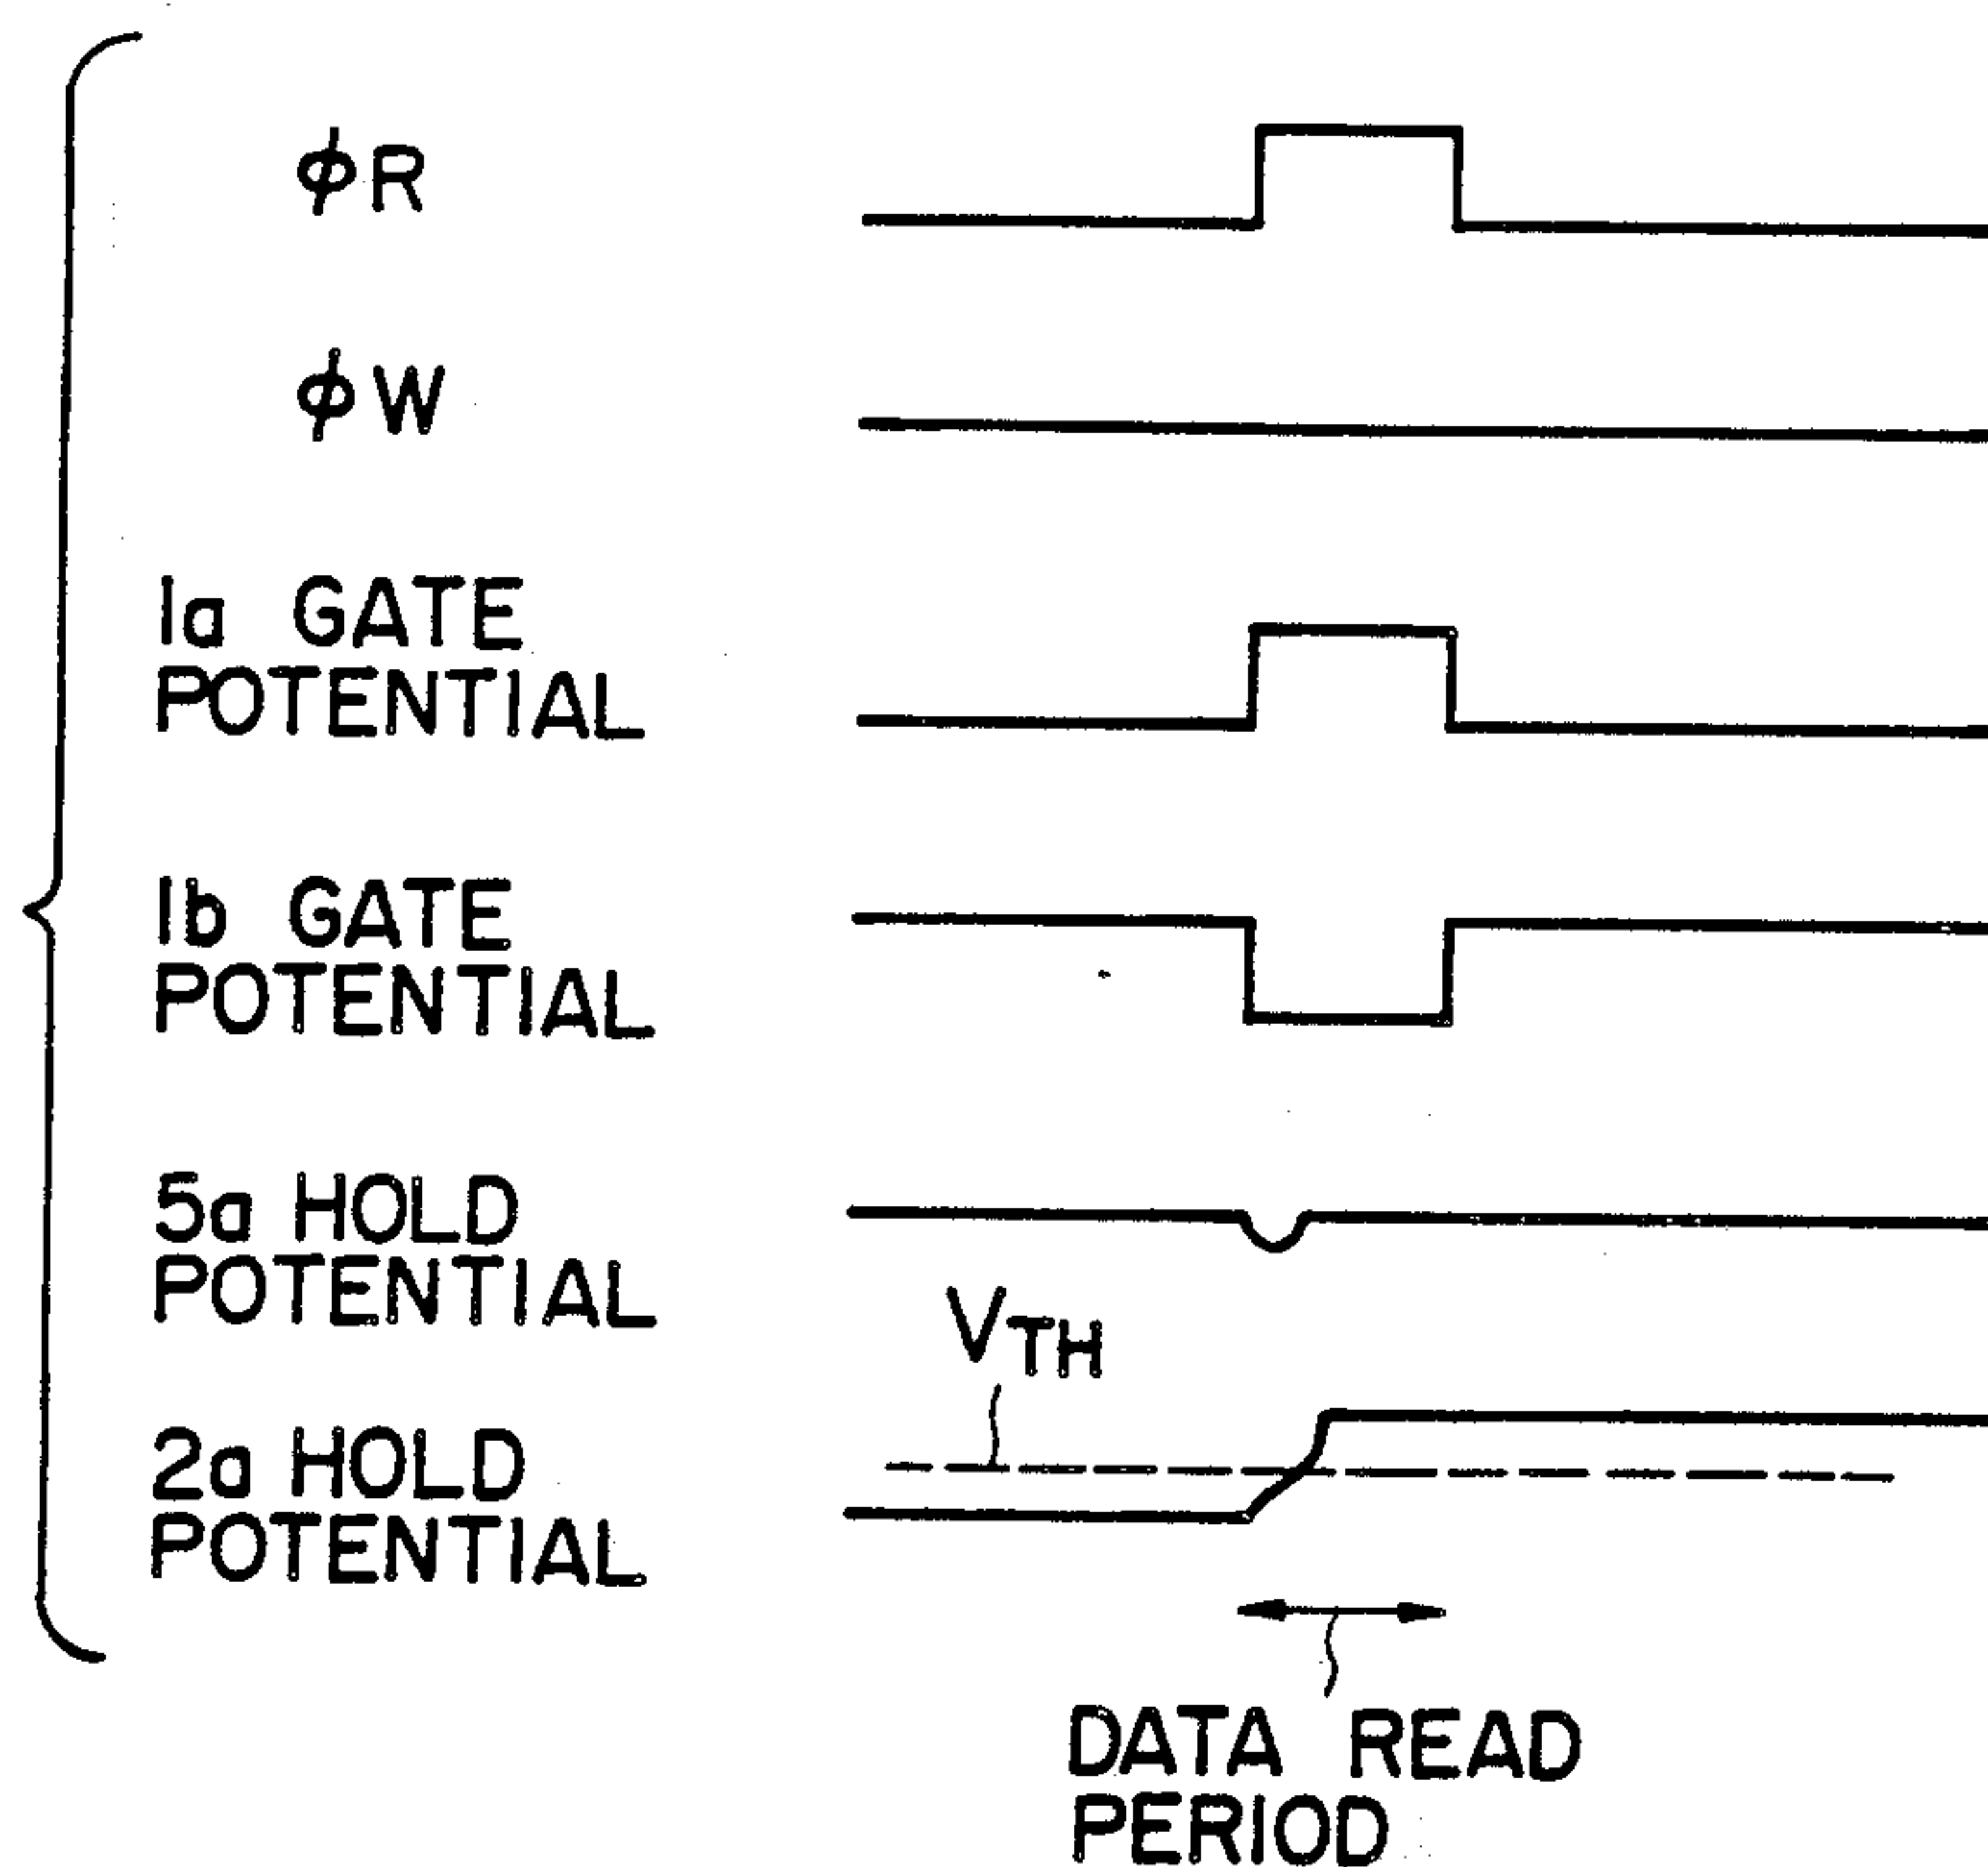 ϕR
ϕW
1a GATE
POTENTIAL
1b GATE
POTENTIAL
5a HOLD
POTENTIAL
VTH
2a HOLD
POTENTIAL
DATA READ
PERIOD